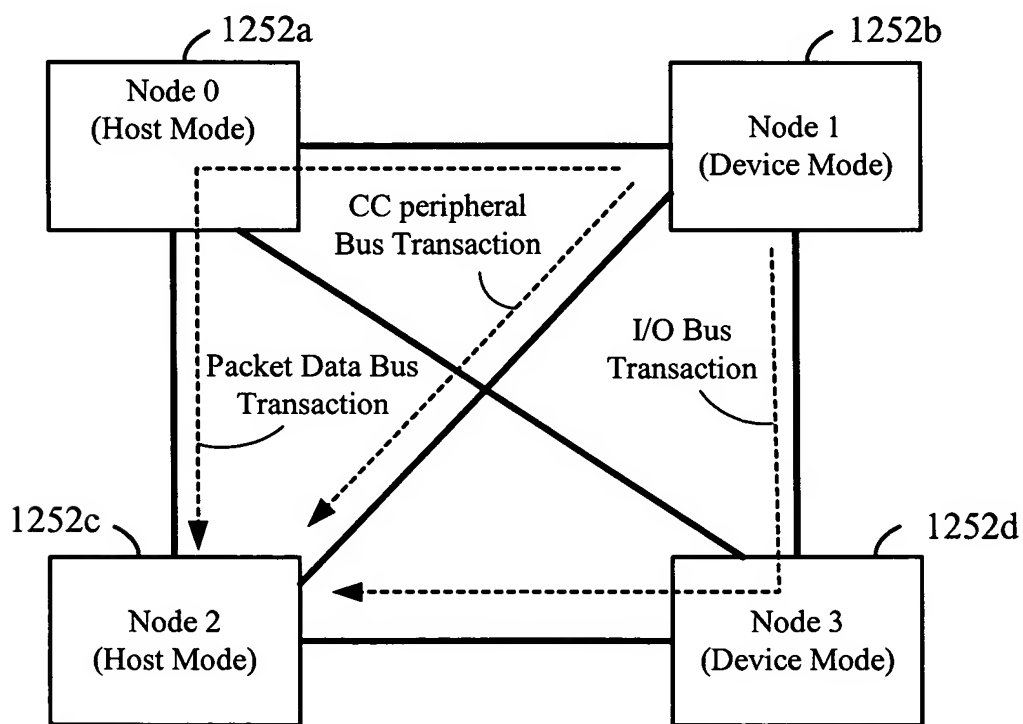 1252a
1252b
Node 0
(Host Mode)
Node 1
(Device Mode)
CC peripheral
Bus Transaction
I/O Bus
Transaction
Packet Data Bus
Transaction
1252c
1252d
Node 2
(Host Mode)
Node 3
(Device Mode)